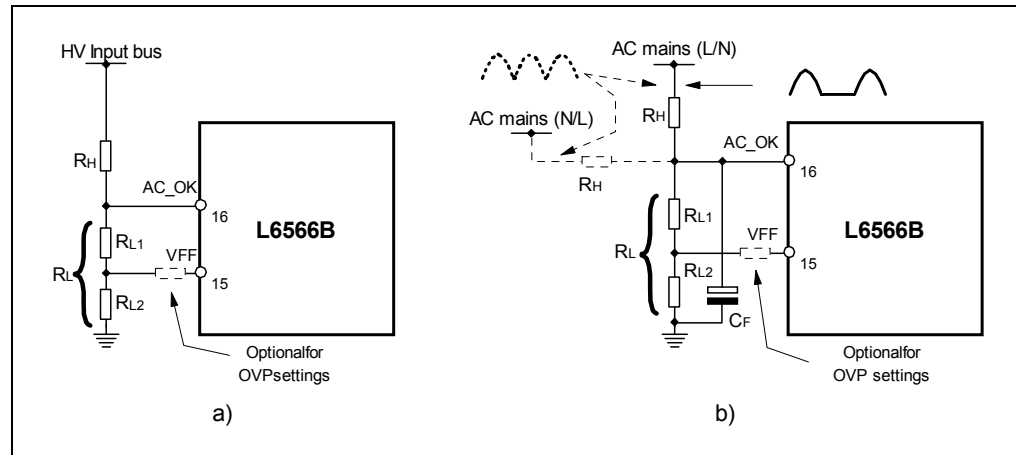 HV Input bus
RH
AC_OK
16
L6566B
RL1
VFF
15
RL
RL2
Optionalfor
OVPsettings
a)
AC mains (L/N)
AC mains (N/L)
RH
RH
AC_OK
16
L6566B
RL1
VFF
15
RL
RL2
CF
Optionalfor
OVP settings
b)